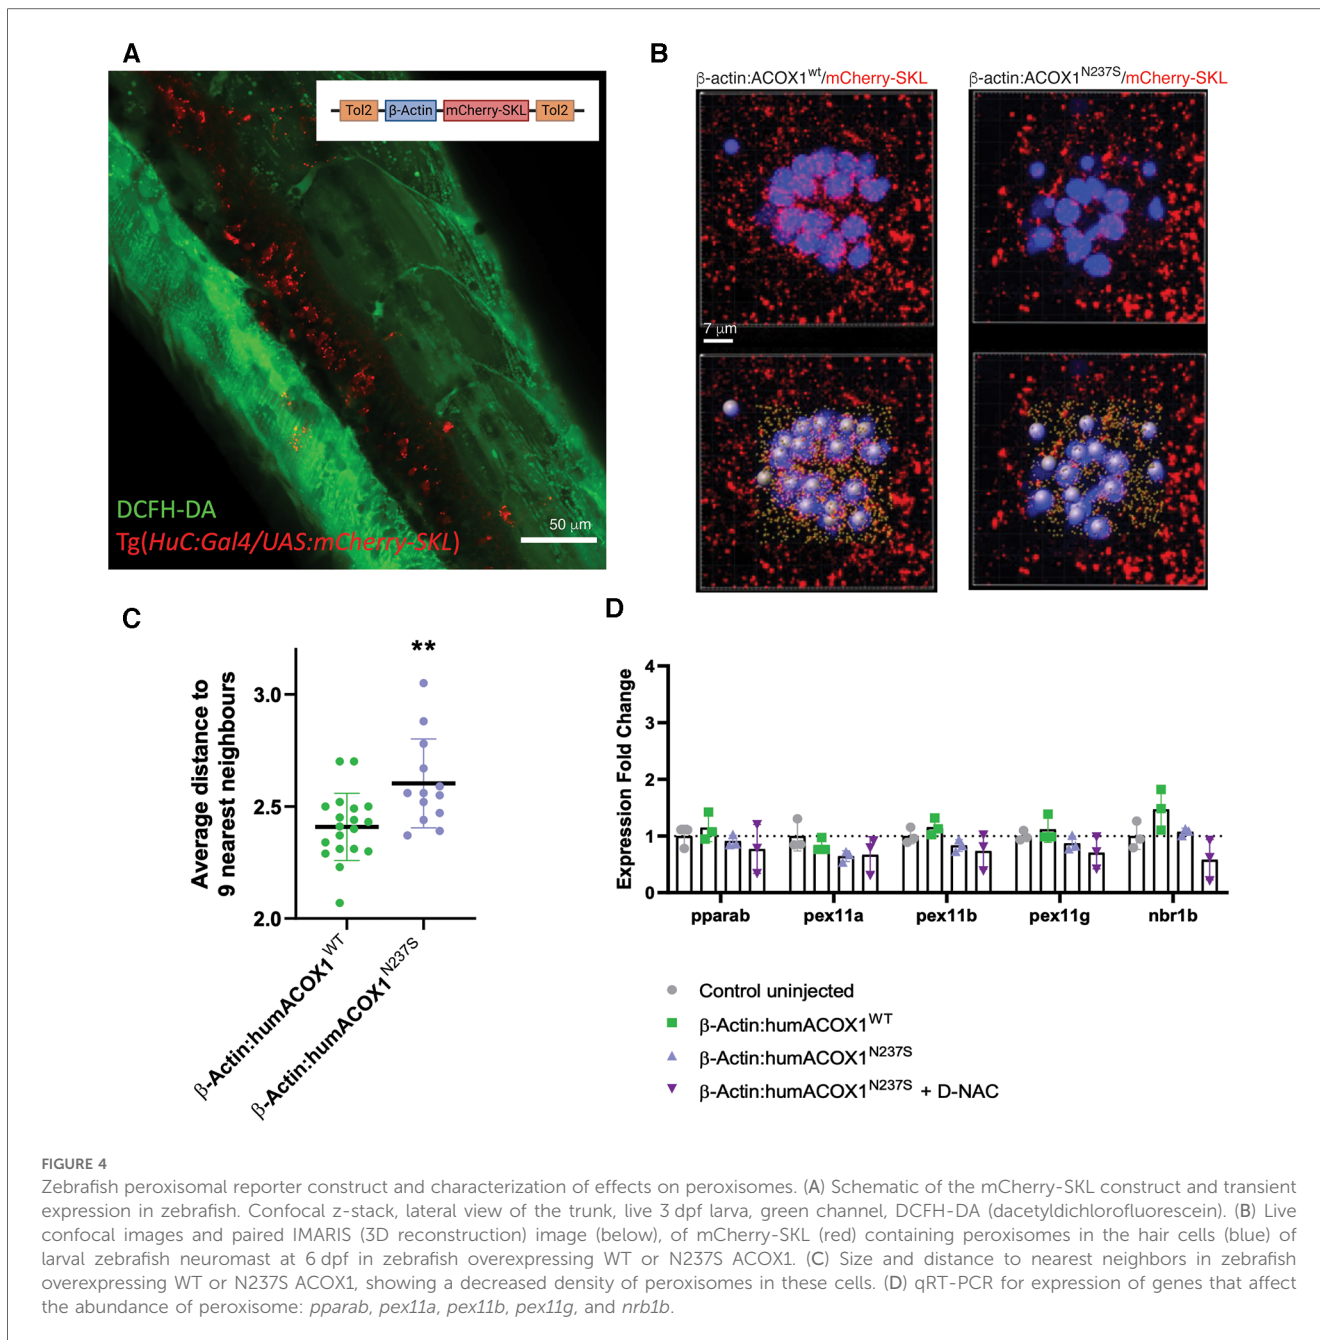 A
Tol2 β-Actin mCherry-SKL Tol2
DCFH-DA
Tg(HuC:Gal4/UAS:mCherry-SKL)
50 μm
B
β-actin:ACOX1wt/mCherry-SKL
β-actin:ACOX1N237S/mCherry-SKL
7 μm
C
Average distance to
9 nearest neighbours
3.0
2.5
2.0
**
β-Actin:humACOX1WT
β-Actin:humACOX1N237S
D
Expression Fold Change
4
3
2
1
0
pparab pex11a pex11b pex11g nbr1b
Control uninjected
β-Actin:humACOX1WT
β-Actin:humACOX1N237S
β-Actin:humACOX1N237S + D-NAC
FIGURE 4
Zebrafish peroxisomal reporter construct and characterization of effects on peroxisomes. (A) Schematic of the mCherry-SKL construct and transient
expression in zebrafish. Confocal z-stack, lateral view of the trunk, live 3 dpf larva, green channel, DCFH-DA (dacetyldichlorofluorescein). (B) Live
confocal images and paired IMARIS (3D reconstruction) image (below), of mCherry-SKL (red) containing peroxisomes in the hair cells (blue) of
larval zebrafish neuromast at 6 dpf in zebrafish overexpressing WT or N237S ACOX1. (C) Size and distance to nearest neighbors in zebrafish
overexpressing WT or N237S ACOX1, showing a decreased density of peroxisomes in these cells. (D) qRT-PCR for expression of genes that affect
the abundance of peroxisome: pparab, pex11a, pex11b, pex11g, and nrb1b.